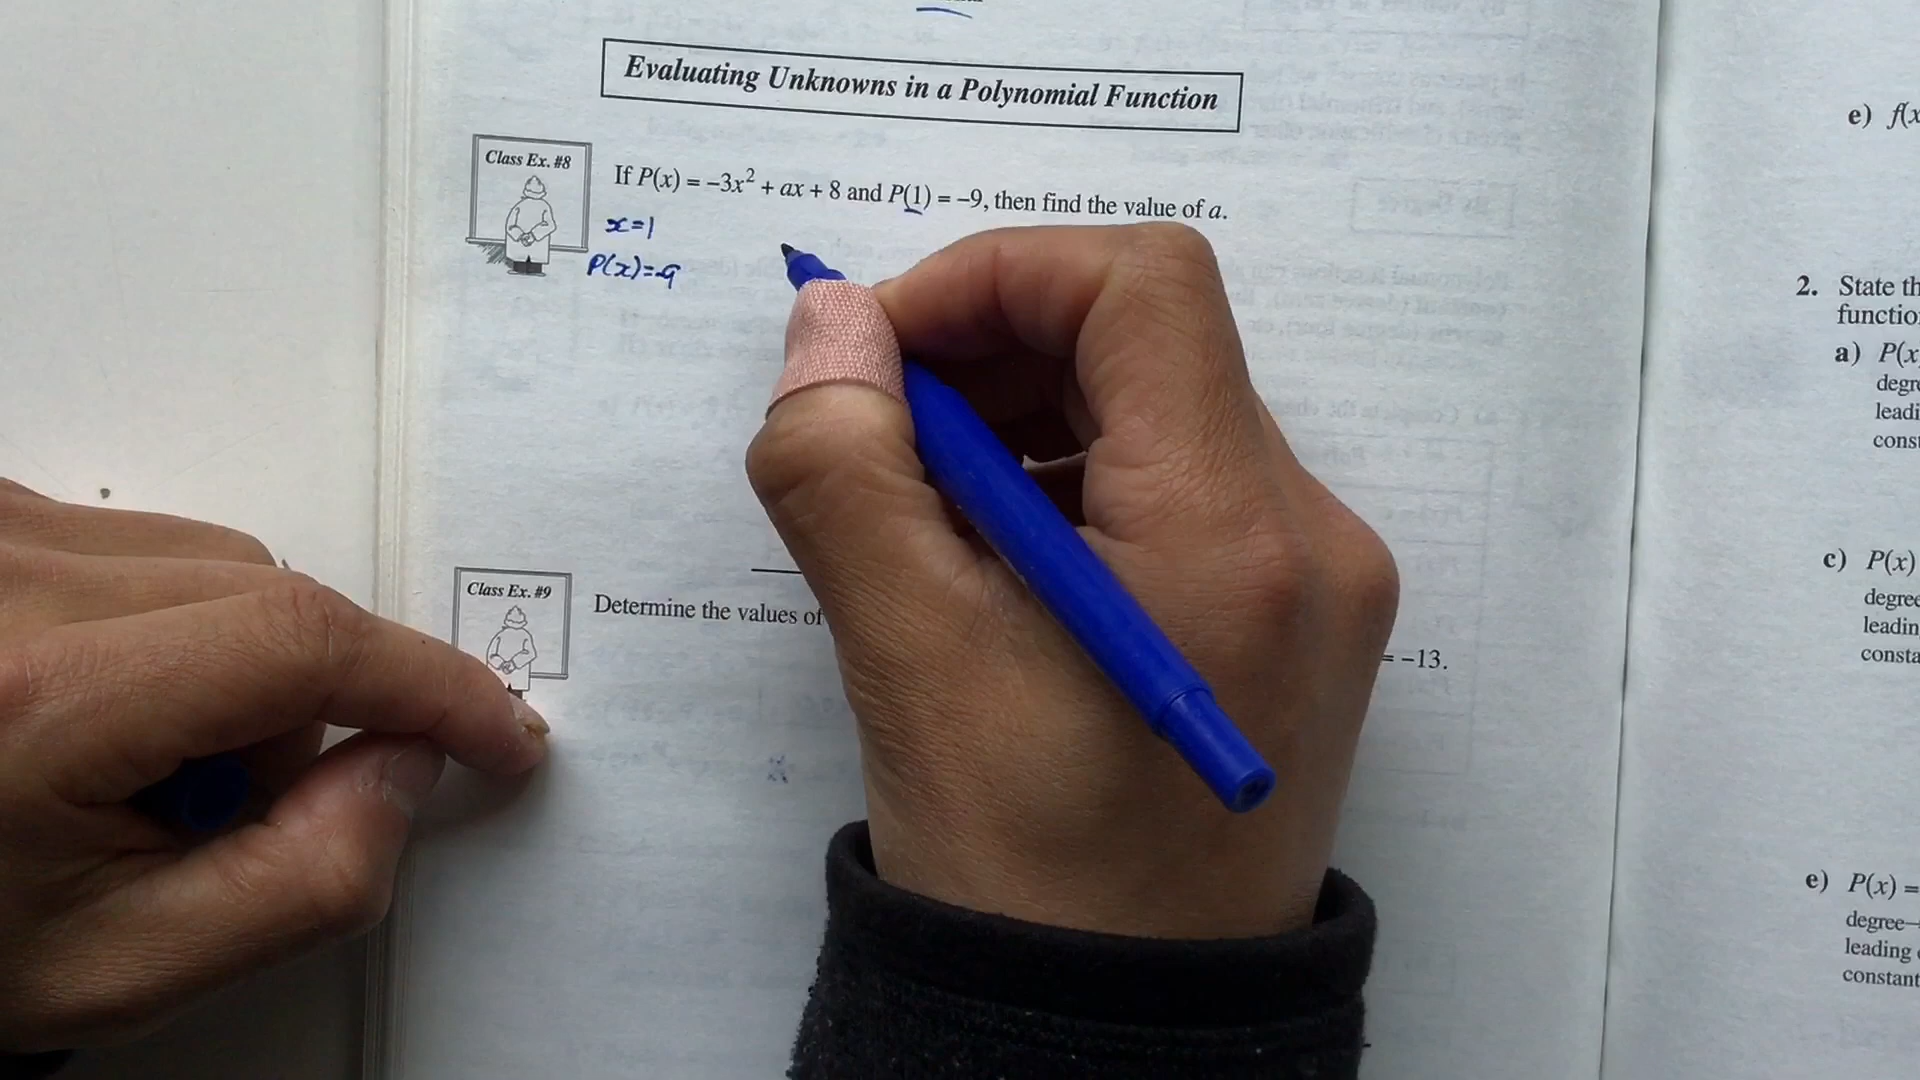 Evaluating Unknowns in a Polynomial Function
Class Ex. #8
If P(x) = –3x² + ax + 8 and P(1) = –9, then find the value of a.
x=1
P(x)=-9
Class Ex. #9
Determine the values of
= –13.
e) f(x
2. State th
functio
a) P(x
degre
leadi
cons
c) P(x)
degree
leadin
consta
e) P(x) =
degree–
leading
constant